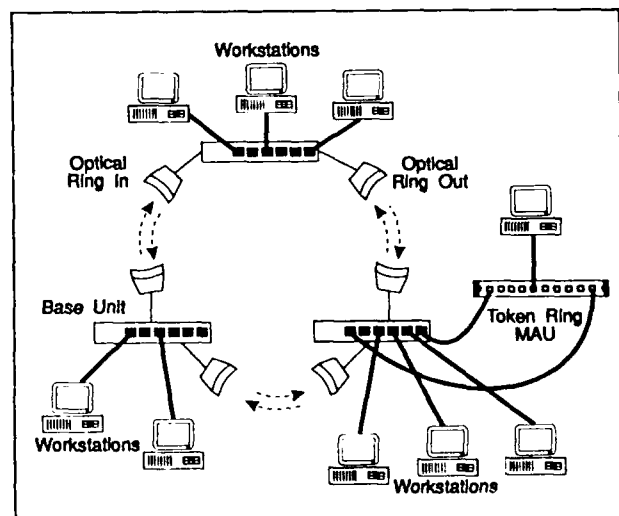 Workstations
Optical
Ring In
Optical
Ring Out
Base Unit
Token Ring
MAU
Workstations
Workstations